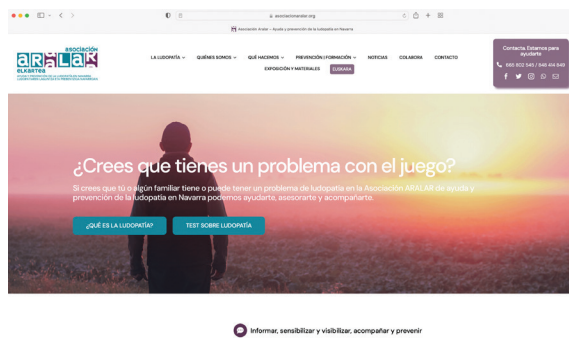 asociacionaralar.org
Asociación Aralar – Ayuda y prevención de la ludopatía en Navarra
asociación
ARALAR
eLKARTEA
LA LUDOPATÍA
QUIÉNES SOMOS
QUÉ HACEMOS
PREVENCIÓN | FORMACIÓN
NOTICIAS
COLABORA
CONTACTO
EXPOSICIÓN Y MATERIALES
EUSKARA
Contacta. Estamos para
ayudarte
¿Crees que tienes un problema con el juego?
Si crees que tú o algún familiar tiene o puede tener un problema de ludopatía en la Asociación ARALAR de ayuda y
prevención de la ludopatía en Navarra podemos ayudarte, asesorarte y acompañarte.
¿QUÉ ES LA LUDOPATÍA?
TEST SOBRE LUDOPATÍA
Informar, sensibilizar y visibilizar, acompañar y prevenir